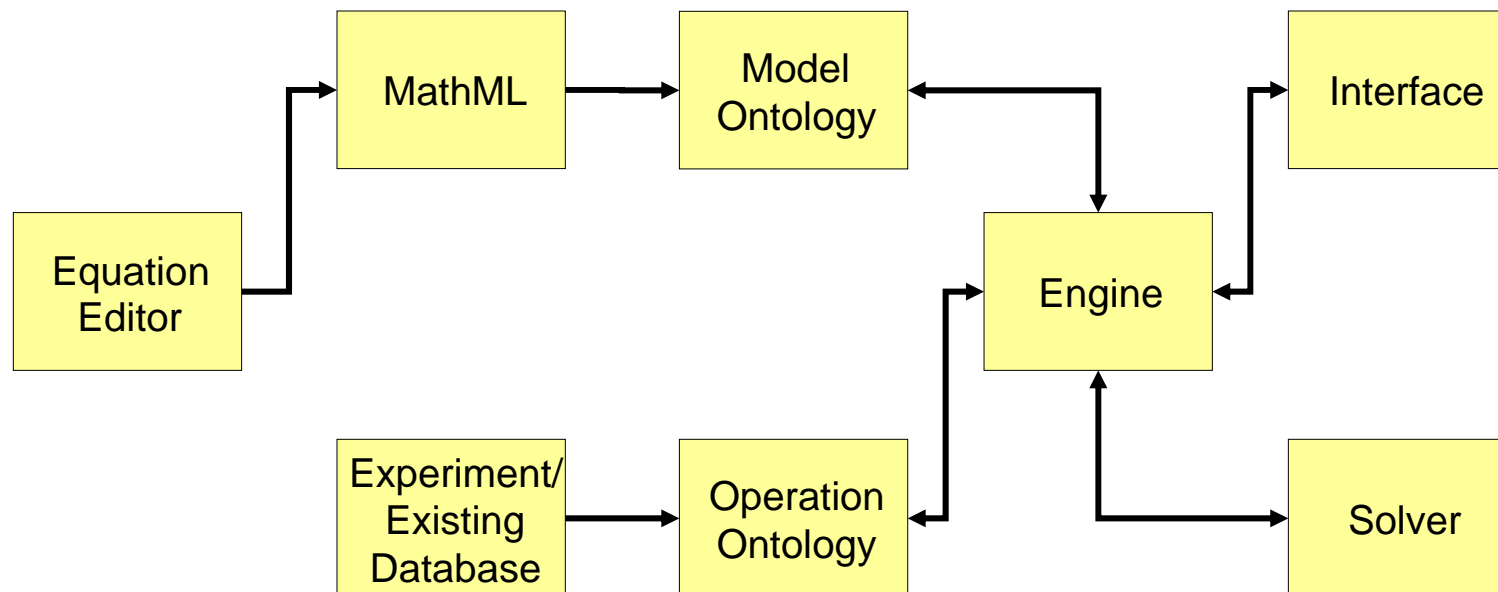 MathML
Model
Ontology
Interface
Equation
Editor
Engine
Experiment/
Existing
Database
Operation
Ontology
Solver